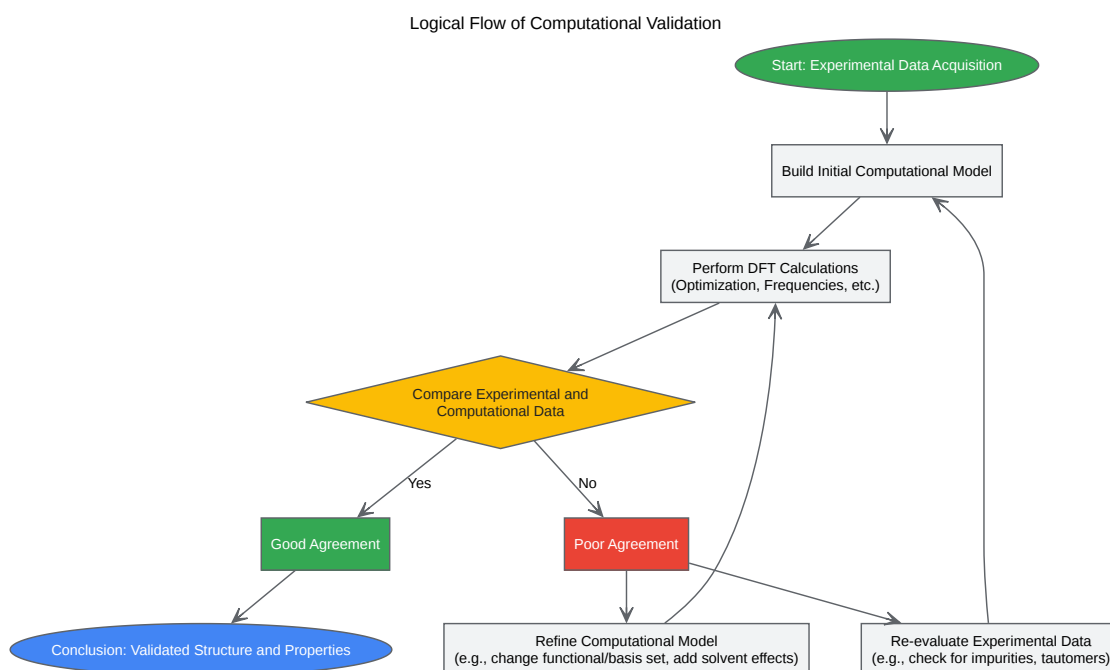 Logical Flow of Computational Validation
Start: Experimental Data Acquisition
Build Initial Computational Model
Perform DFT Calculations
(Optimization, Frequencies, etc.)
Compare Experimental and
Computational Data
Yes
No
Good Agreement
Poor Agreement
Conclusion: Validated Structure and Properties
Refine Computational Model
(e.g., change functional/basis set, add solvent effects)
Re-evaluate Experimental Data
(e.g., check for impurities, tautomers)